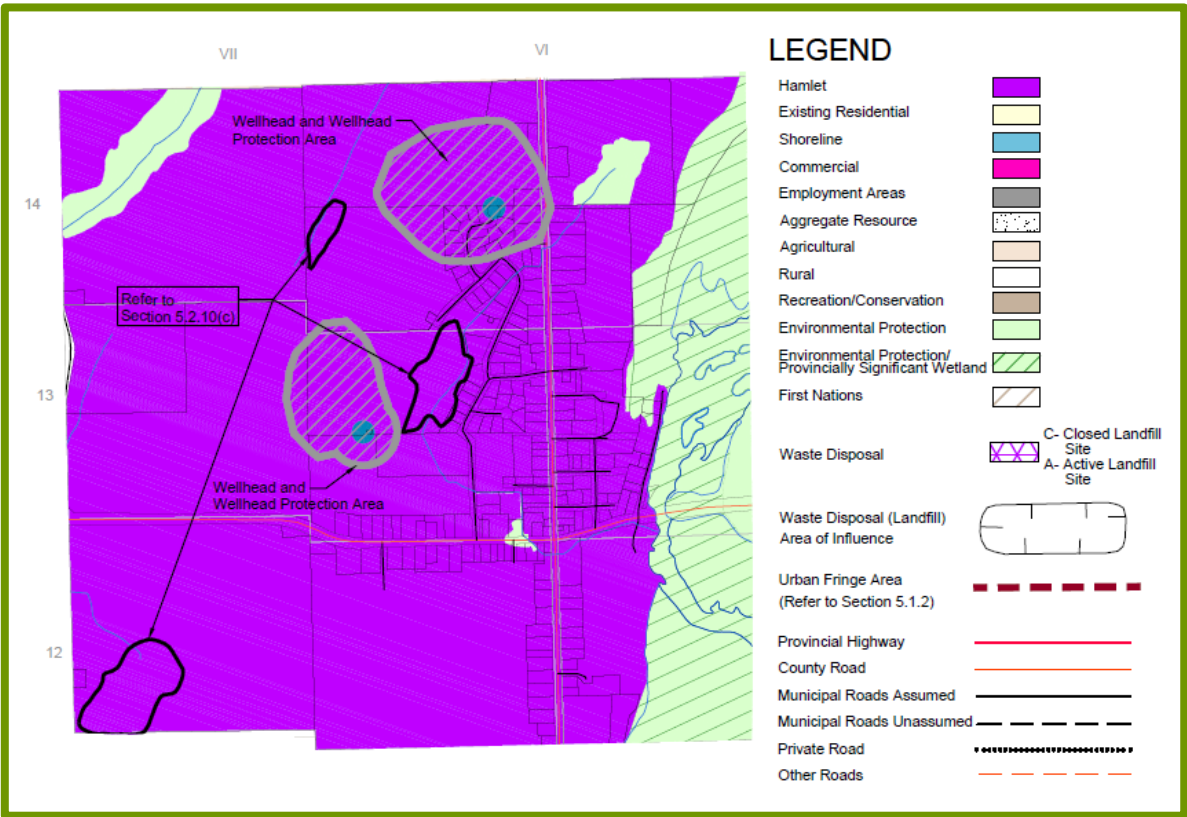 VII
VI
14
13
12
Wellhead and Wellhead
Protection Area
Refer to
Section 5.2.10(c)
Wellhead and
Wellhead Protection Area
LEGEND
Hamlet
Existing Residential
Shoreline
Commercial
Employment Areas
Aggregate Resource
Agricultural
Rural
Recreation/Conservation
Environmental Protection
Environmental Protection/
Provincially Significant Wetland
First Nations
Waste Disposal
C- Closed Landfill
Site
A- Active Landfill
Site
Waste Disposal (Landfill)
Area of Influence
Urban Fringe Area
(Refer to Section 5.1.2)
Provincial Highway
County Road
Municipal Roads Assumed
Municipal Roads Unassumed
Private Road
Other Roads